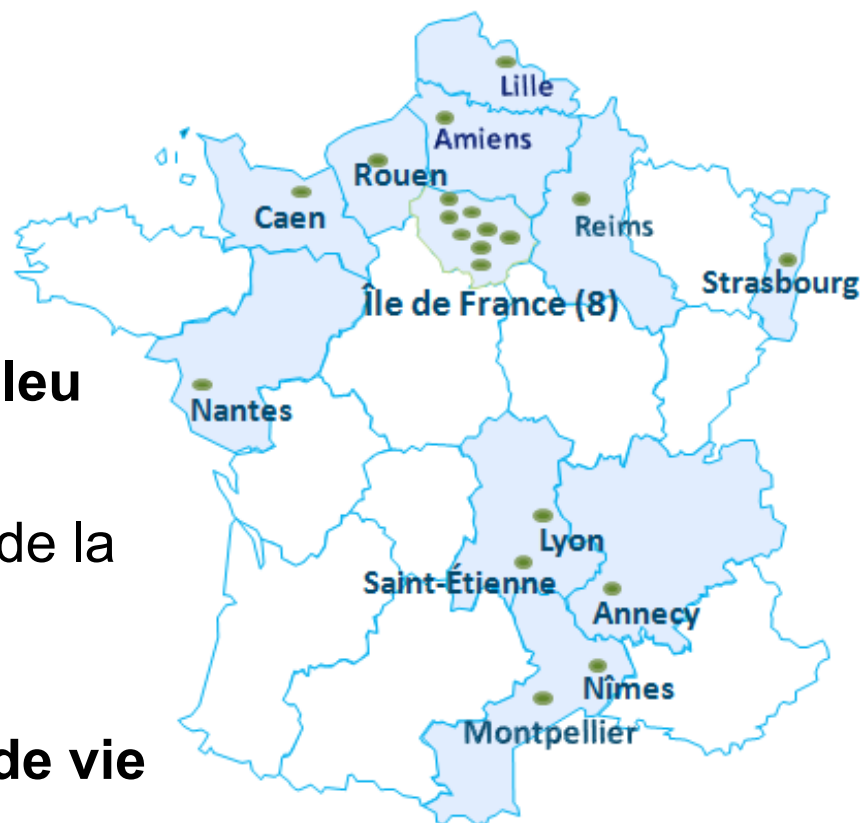 Lille
Amiens
Rouen
Caen
Reims
Strasbourg
Île de France (8)
leu
Nantes
de la
Lyon
Saint-Étienne
Annecy
Nîmes
Montpellier
de vie